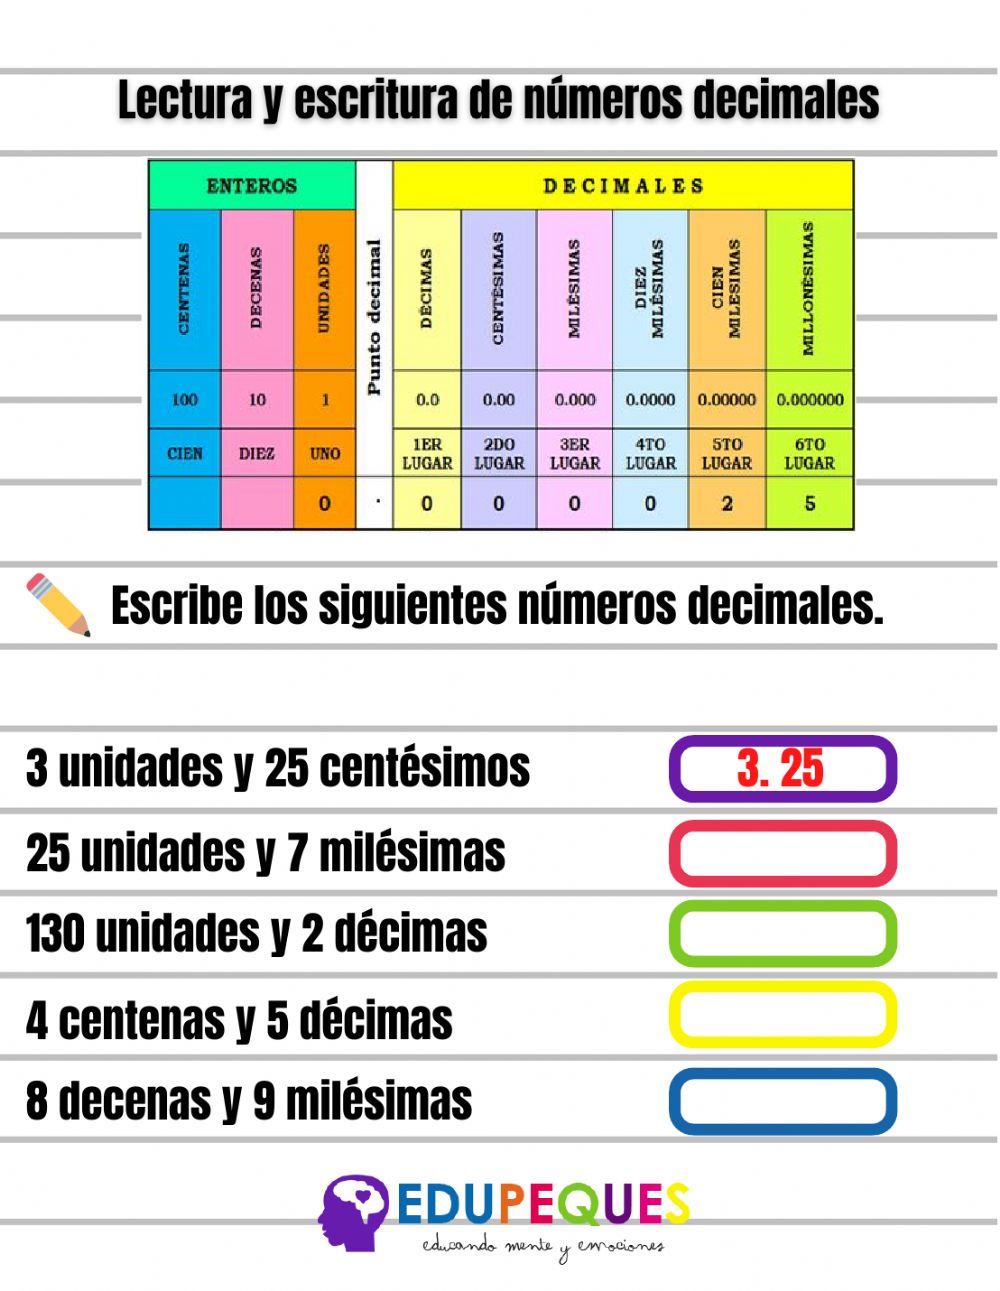 Lectura y escritura de números decimales
ENTEROS
DECIMALES
CENTENAS
DECENAS
UNIDADES
Punto decimal
DÉCIMAS
CENTÉSIMAS
MILÉSIMAS
DIEZ
MILÉSIMAS
CIEN
MILESIMAS
MILLONÉSIMAS
100 10 1 0.0 0.00 0.000 0.0000 0.00000 0.000000
CIEN DIEZ UNO
1ER
LUGAR
2DO
LUGAR
3ER
LUGAR
4TO
LUGAR
5TO
LUGAR
6TO
LUGAR
0 . 0 0 0 0 2 5
Escribe los siguientes números decimales.
3 unidades y 25 centésimos 3. 25
25 unidades y 7 milésimas
130 unidades y 2 décimas
4 centenas y 5 décimas
8 decenas y 9 milésimas
EDUPEQUES
educando mente y emociones